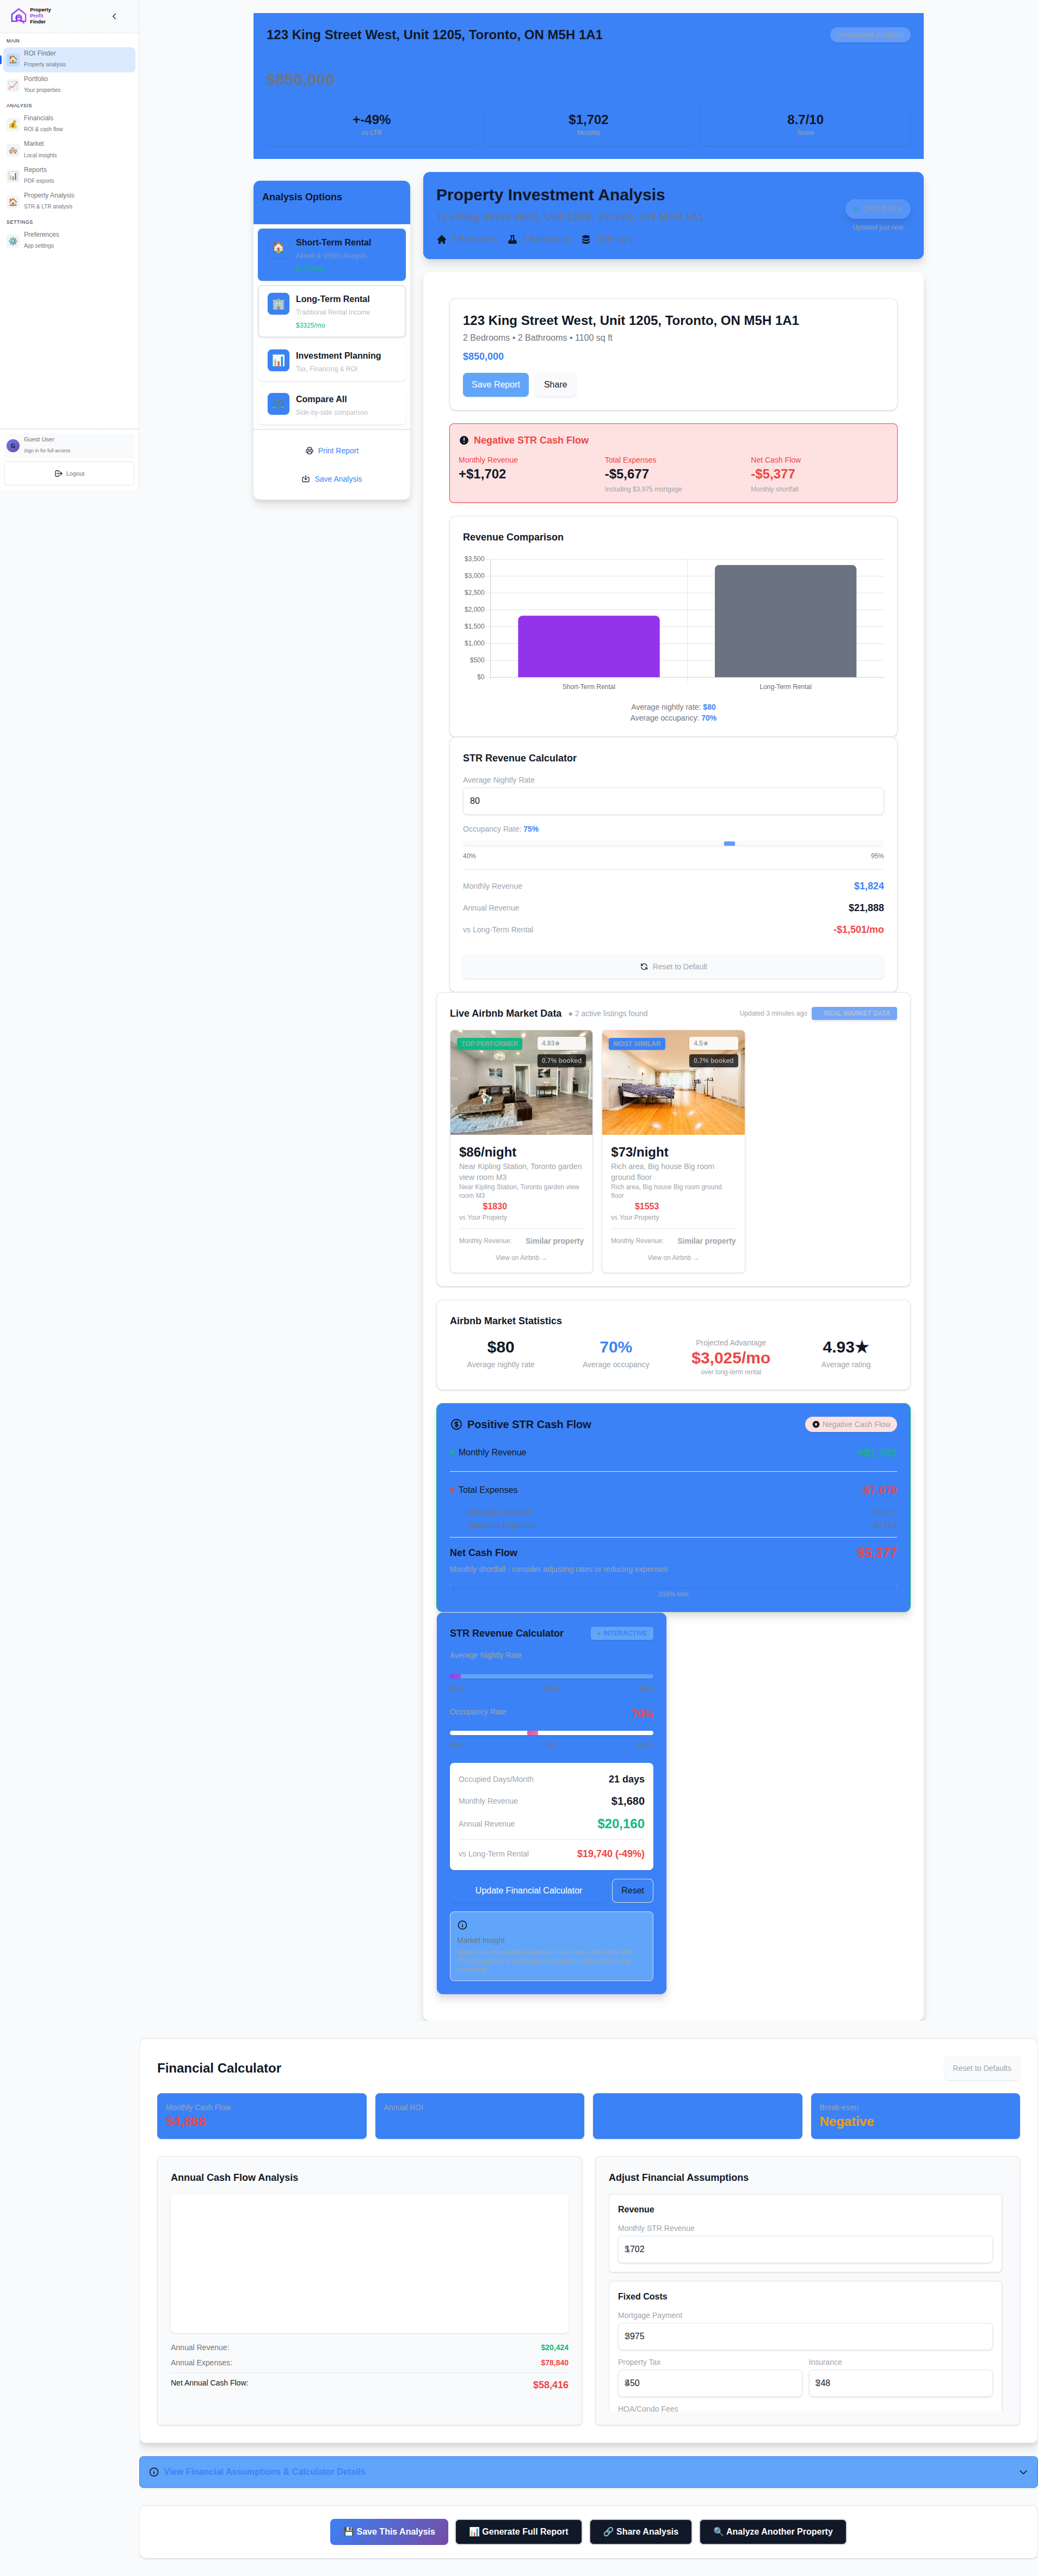 Property
Profit
Finder
MAIN
ROI Finder
Property analysis
Portfolio
Your properties
ANALYSIS
Financials
ROI & cash flow
Market
Local insights
Reports
PDF exports
Property Analysis
STR & LTR analysis
SETTINGS
Preferences
App settings
G
Guest User
Sign in for full access
Logout
123 King Street West, Unit 1205, Toronto, ON M5H 1A1
Investment Analysis
$850,000
+-49%
vs LTR
$1,702
Monthly
8.7/10
Score
Analysis Options
Short-Term Rental
Airbnb & VRBO Analysis
Long-Term Rental
Traditional Rental Income
$3325/mo
Investment Planning
Tax, Financing & ROI
Compare All
Side-by-side comparison
Print Report
Save Analysis
Property Investment Analysis
123 King Street West, Unit 1205, Toronto, ON M5H 1A1
Updated just now
123 King Street West, Unit 1205, Toronto, ON M5H 1A1
2 Bedrooms • 2 Bathrooms • 1100 sq ft
$850,000
Save Report
Share
Negative STR Cash Flow
Monthly Revenue
+$1,702
Total Expenses
-$5,677
Including $3,975 mortgage
Net Cash Flow
-$5,377
Monthly shortfall
Revenue Comparison
$3,500
$3,000
$2,500
$2,000
$1,500
$1,000
$500
$0
Short-Term Rental
Long-Term Rental
Average nightly rate: $80
Average occupancy: 70%
STR Revenue Calculator
Average Nightly Rate
80
Occupancy Rate: 75%
40%
95%
Monthly Revenue
$1,824
Annual Revenue
$21,888
vs Long-Term Rental
-$1,501/mo
Reset to Default
Live Airbnb Market Data
● 2 active listings found
Updated 3 minutes ago
REAL MARKET DATA
TOP PERFORMER
4.93★
0.7% booked
$86/night
Near Kipling Station, Toronto garden
view room M3
Near Kipling Station, Toronto garden view
room M3
$1830
vs Your Property
Monthly Revenue:
Similar property
View on Airbnb →
MOST SIMILAR
4.5★
0.7% booked
$73/night
Rich area, Big house Big room
ground floor
Rich area, Big house Big room ground
floor
$1553
vs Your Property
Monthly Revenue:
Similar property
View on Airbnb →
Airbnb Market Statistics
$80
Average nightly rate
70%
Average occupancy
Projected Advantage
$3,025/mo
over long-term rental
4.93★
Average rating
Positive STR Cash Flow
Negative Cash Flow
Monthly Revenue
Total Expenses
-$7,079
Net Cash Flow
$5,377
Monthly shortfall - consider adjusting rates or reducing expenses
316% loss
STR Revenue Calculator
● INTERACTIVE
Average Nightly Rate
Occupancy Rate
70%
Occupied Days/Month
21 days
Monthly Revenue
$1,680
Annual Revenue
$20,160
vs Long-Term Rental
$19,740 (-49%)
Update Financial Calculator
Reset
Market Insight
Financial Calculator
Reset to Defaults
Monthly Cash Flow
$4,868
Annual ROI
Break-even
Negative
Annual Cash Flow Analysis
Annual Revenue:
$20,424
Annual Expenses:
$78,840
Net Annual Cash Flow:
$58,416
Adjust Financial Assumptions
Revenue
Monthly STR Revenue
1702
Fixed Costs
Mortgage Payment
3975
Property Tax
450
Insurance
248
HOA/Condo Fees
View Financial Assumptions & Calculator Details
Save This Analysis
Generate Full Report
Share Analysis
Analyze Another Property